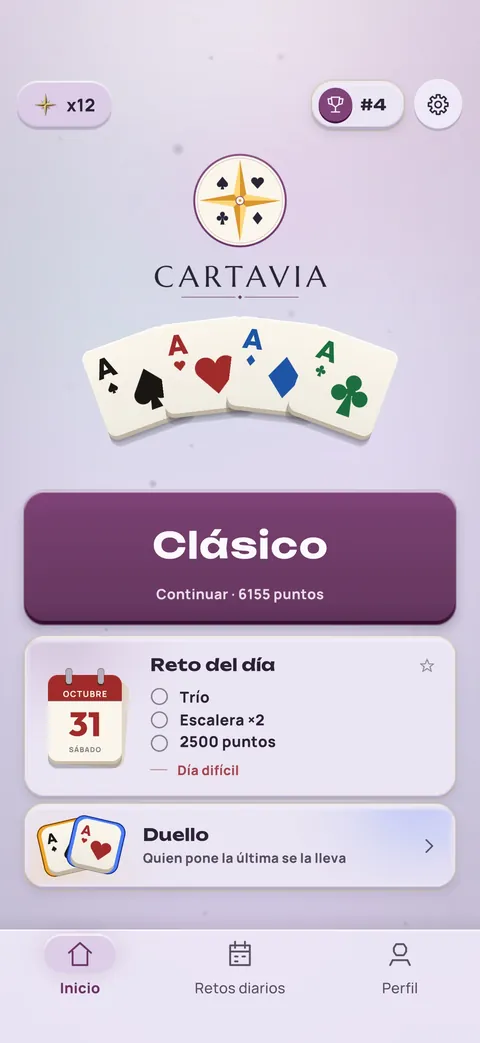 x12
#4
CARTAVIA
A
A
A
A
Clásico
Continuar · 6155 puntos
Reto del día
OCTUBRE
31
SÁBADO
Trío
Escalera ×2
2500 puntos
Día difícil
A
A
Duello
Quien pone la última se la lleva
Inicio
Retos diarios
Perfil